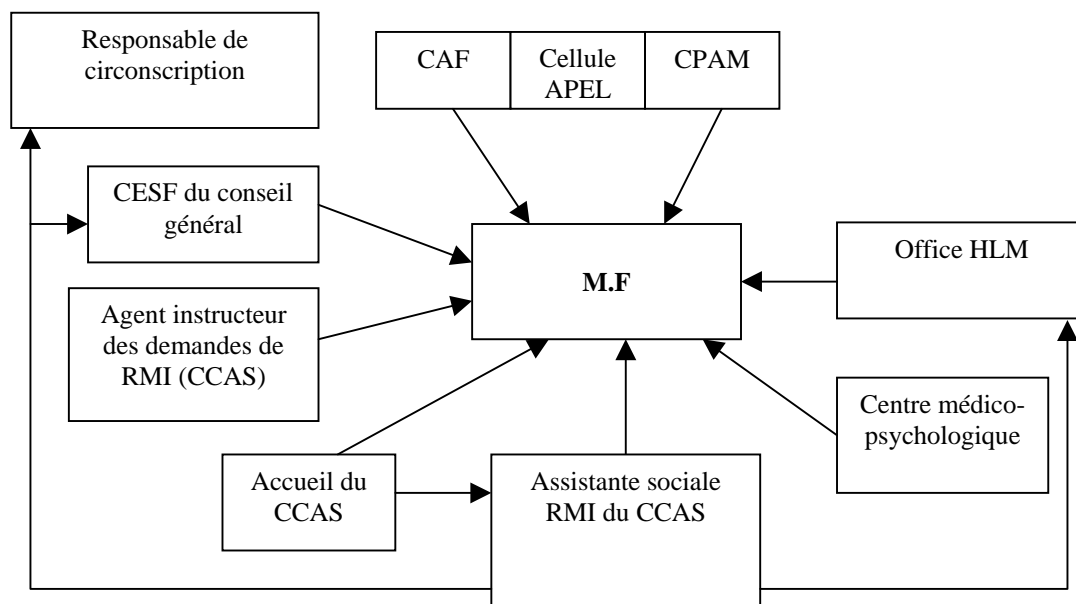 Responsable de
circonscription
CAF
Cellule
APEL
CPAM
CESF du conseil
général
Office HLM
M.F
Agent instructeur
des demandes de
RMI (CCAS)
Centre médico-
psychologique
Accueil du
CCAS
Assistante sociale
RMI du CCAS